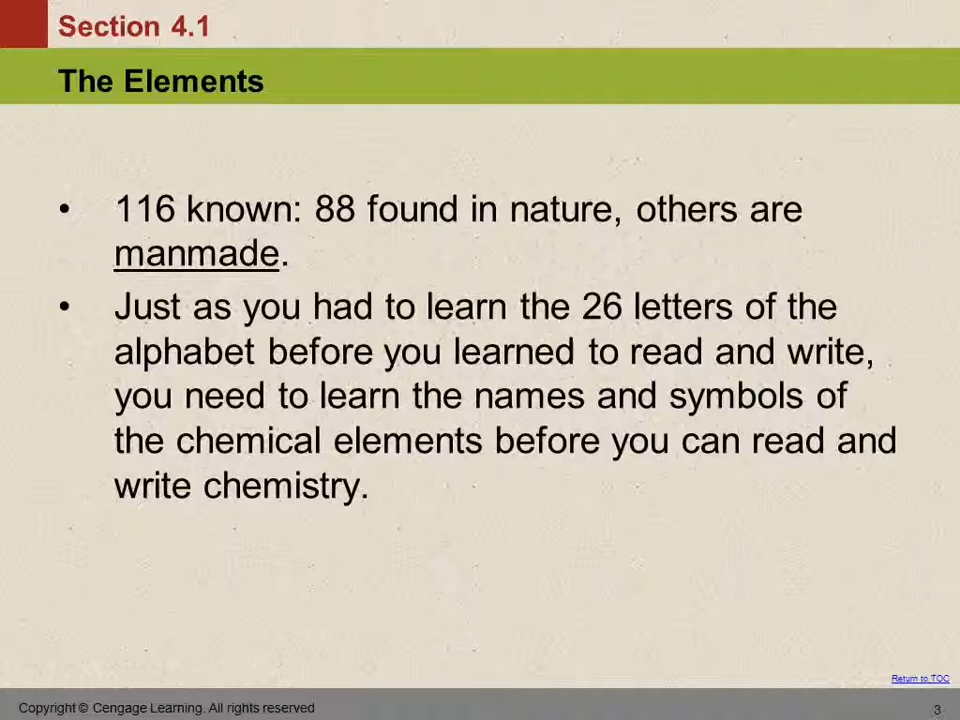 Section 4.1
The Elements
• 116 known: 88 found in nature, others are
manmade.
• Just as you had to learn the 26 letters of the
alphabet before you learned to read and write,
you need to learn the names and symbols of
the chemical elements before you can read and
write chemistry.
Return to TOC
Copyright © Cengage Learning. All rights reserved
3